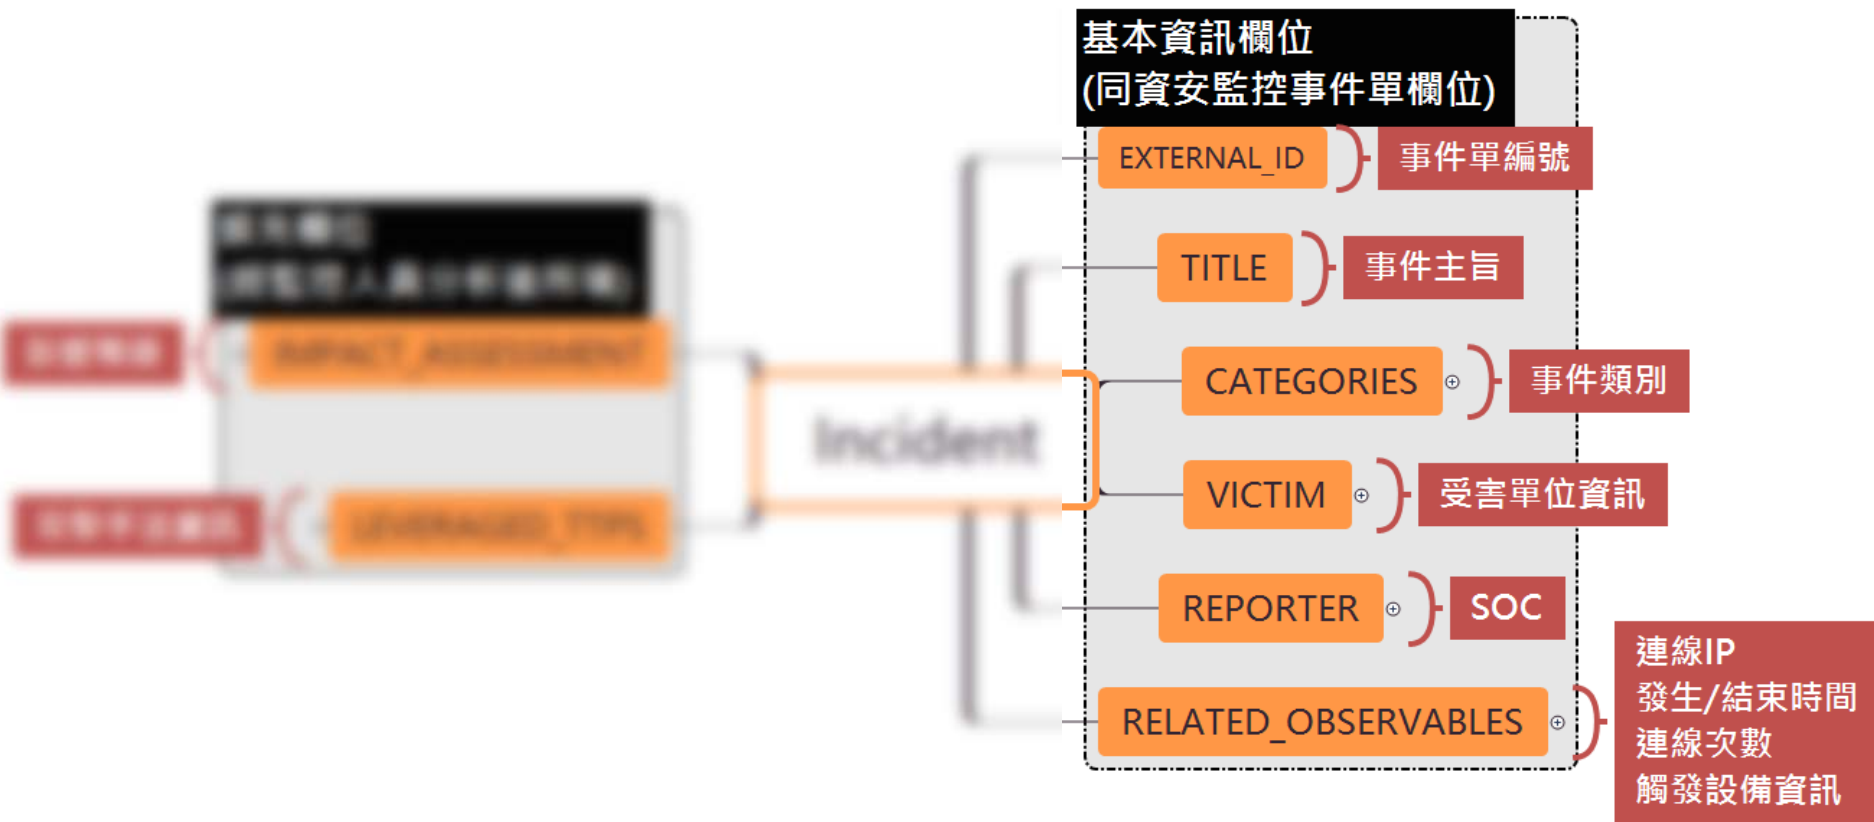 基本資訊欄位
(同資安監控事件單欄位)
EXTERNAL_ID
事件單編號
TITLE
事件主旨
CATEGORIES
事件類別
Incident
VICTIM
受害單位資訊
REPORTER
SOC
RELATED_OBSERVABLES
連線IP
發生/結束時間
連線次數
觸發設備資訊
IMPACT_ASSESSMENT
LEVERAGED_TTPS